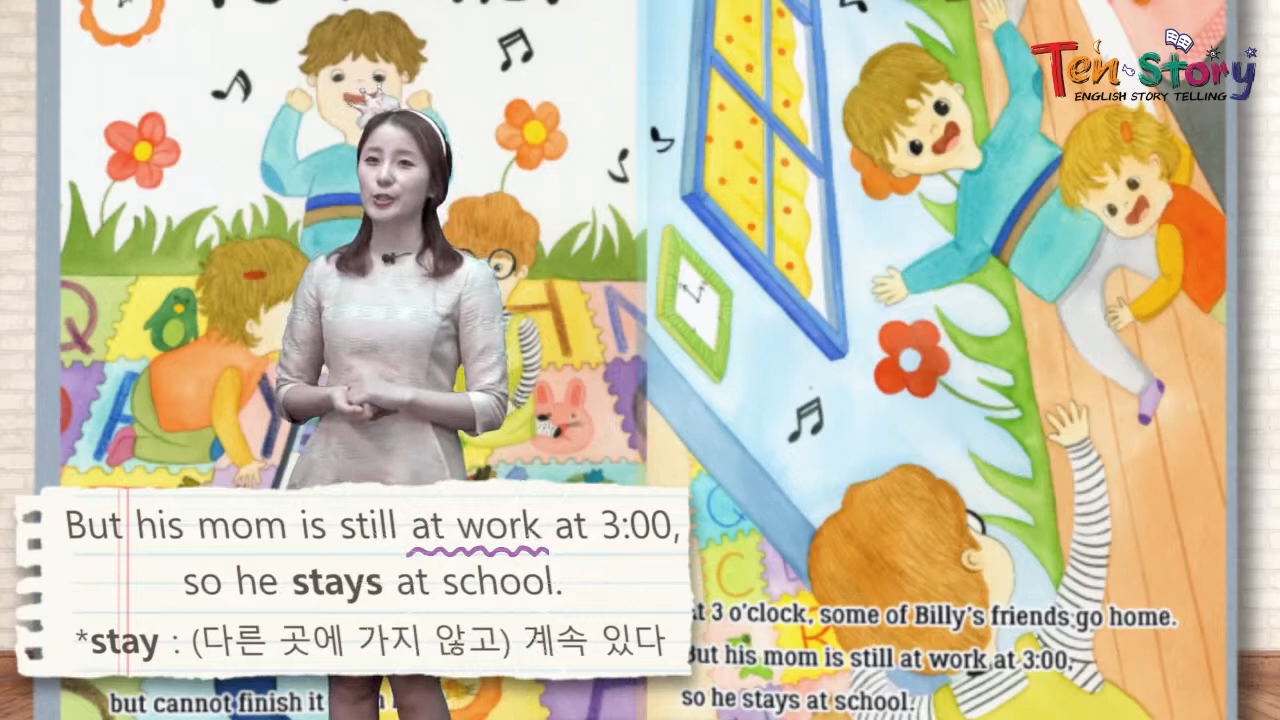 Ten Story
ENGLISH STORY TELLING
But his mom is still at work at 3:00,
so he stays at school.
*stay : (다른 곳에 가지 않고) 계속 있다
but cannot finish it
3 o'clock, some of Billy's friends go home.
But his mom is still at work at 3:00,
so he stays at school.